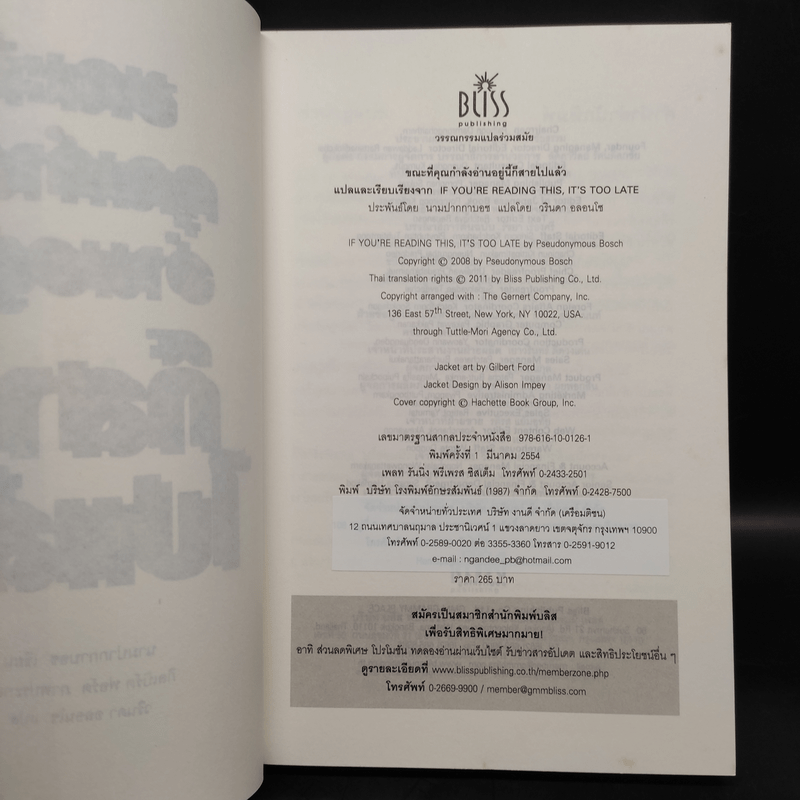 BLISS
publishing
วรรณกรรมแปลร่วมสมัย
ขณะที่คุณกำลังอ่านอยู่นี้ก็สายไปแล้ว
แปลและเรียบเรียงจาก IF YOU'RE READING THIS, IT'S TOO LATE
ประพันธ์โดย นามปากกาบอช แปลโดย วรินดา อลอนโซ
IF YOU'RE READING THIS, IT'S TOO LATE by Pseudonymous Bosch
Copyright © 2008 by Pseudonymous Bosch
Thai translation rights © 2011 by Bliss Publishing Co., Ltd.
Copyright arranged with : The Gernert Company, Inc.
136 East 57th Street, New York, NY 10022, USA.
through Tuttle-Mori Agency Co., Ltd.
Jacket art by Gilbert Ford
Jacket Design by Alison Impey
Cover copyright © Hachette Book Group, Inc.
เลขมาตรฐานสากลประจำหนังสือ 978-616-10-0126-1
พิมพ์ครั้งที่ 1 มีนาคม 2554
เพลท รันนิ่ง พรีเพรส ซิสเต็ม โทรศัพท์ 0-2433-2501
พิมพ์ บริษัท โรงพิมพ์อักษรสัมพันธ์ (1987) จำกัด โทรศัพท์ 0-2428-7500
จัดจำหน่ายทั่วประเทศ บริษัท งานดี จำกัด (เครือมติชน)
12 ถนนเทศบาลนฤมาล ประชานิเวศน์ 1 แขวงลาดยาว เขตจตุจักร กรุงเทพฯ 10900
โทรศัพท์ 0-2589-0020 ต่อ 3355-3360 โทรสาร 0-2591-9012
e-mail : ngandee_pb@hotmail.com
ราคา 265 บาท
สมัครเป็นสมาชิกสำนักพิมพ์บลิส
เพื่อรับสิทธิพิเศษมากมาย!
อาทิ ส่วนลดพิเศษ โปรโมชัน ทดลองอ่านผ่านเว็บไซต์ รับข่าวสารอัปเดต และสิทธิประโยชน์อื่น ๆ
ดูรายละเอียดที่ www.blisspublishing.co.th/memberzone.php
โทรศัพท์ 0-2669-9900 / member@gmmbliss.com